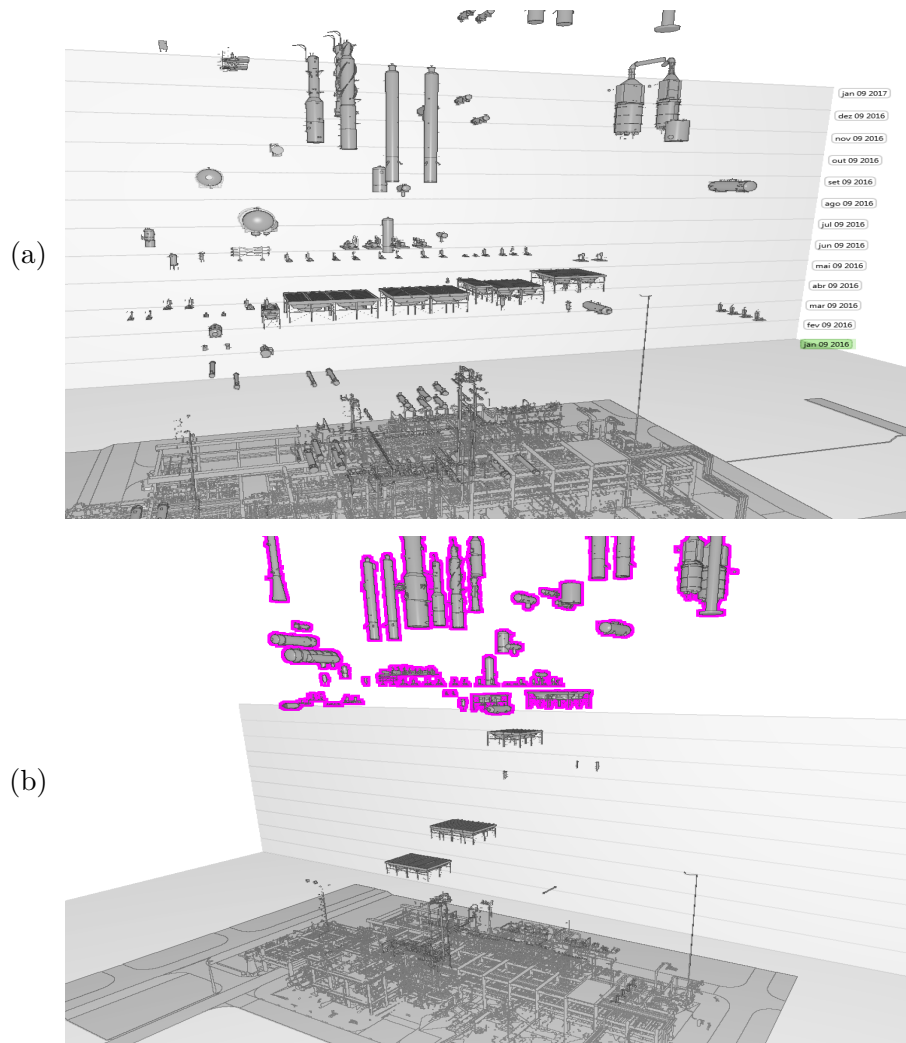 jan 09 2017
dez 09 2016
nov 09 2016
out 09 2016
set 09 2016
ago 09 2016
jul 09 2016
jun 09 2016
mai 09 2016
abr 09 2016
mar 09 2016
fev 09 2016
jan 09 2016
(a)
(b)